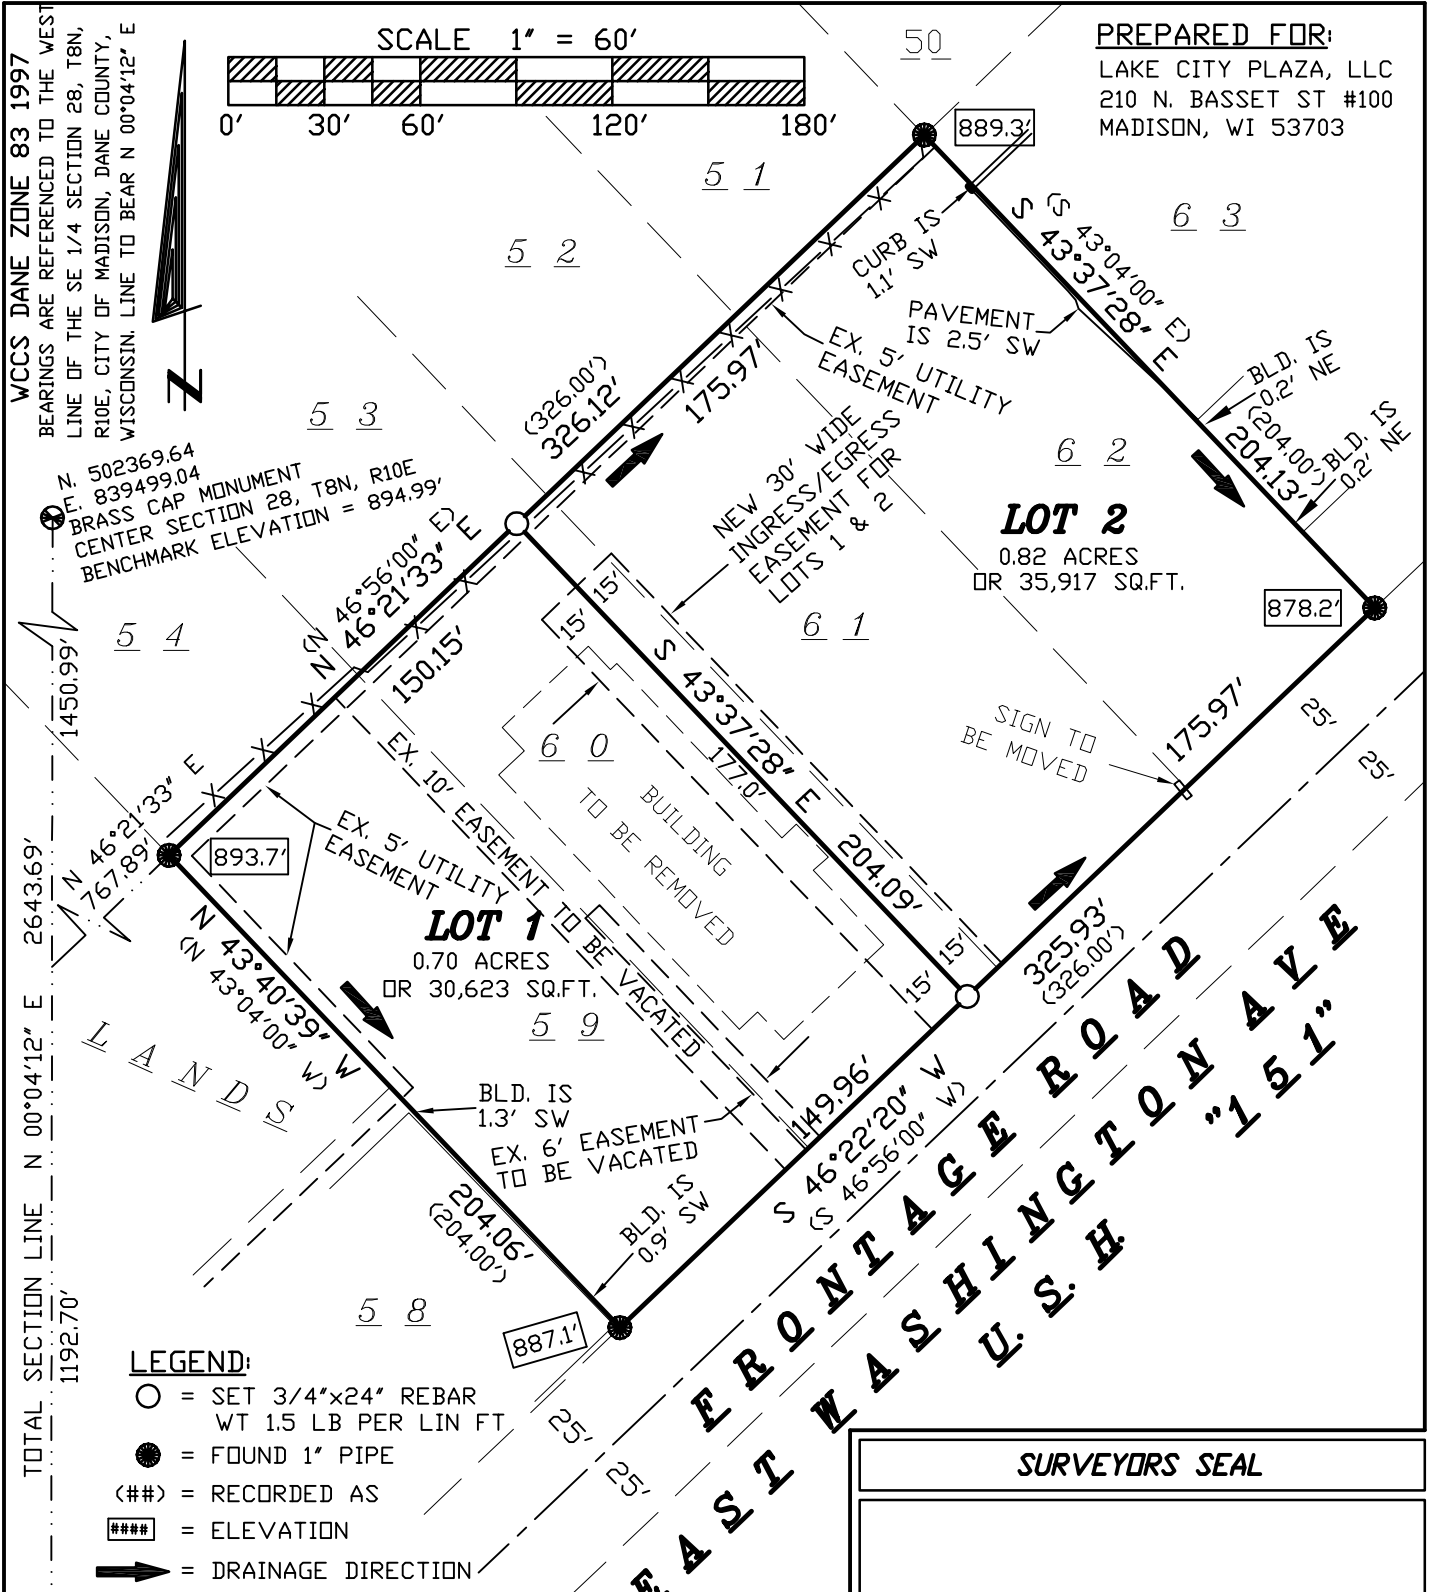 WCCS DANE ZONE 83 1997
BEARINGS ARE REFERENCED TO THE WEST
LINE OF THE SE 1/4 SECTION 28, T8N,
R10E, CITY OF MADISON, DANE COUNTY,
WISCONSIN. LINE TO BEAR N 00°04'12" E
N
SCALE 1" = 60'
0' 30' 60' 120' 180'
PREPARED FOR:
LAKE CITY PLAZA, LLC
210 N. BASSET ST #100
MADISON, WI 53703
50
889.3'
51
63
52
CURB IS
1.1' SW
(S 43°04'00" E)
S 43°37'28" E
PAVEMENT
IS 2.5' SW
EX. 5' UTILITY
EASEMENT
BLD. IS
0.2' NE
(204.00')
204.13'
BLD. IS
0.2' NE
(326.00')
326.12'
175.97'
53
NEW 30' WIDE
INGRESS/EGRESS
EASEMENT FOR
LOTS 1 & 2
62
LOT 2
0.82 ACRES
OR 35,917 SQ.FT.
N. 502369.64
E. 839499.04
BRASS CAP MONUMENT
CENTER SECTION 28, T8N, R10E
BENCHMARK ELEVATION = 894.99'
(N 46°56'00" E)
N 46°21'33" E
150.15'
878.2'
54
61
15'
15'
S 43°37'28" E
177.0'
204.09'
1450.99'
60
SIGN TO
BE MOVED
175.97'
25'
25'
EX. 10' EASEMENT TO BE VACATED
BUILDING
TO BE REMOVED
N 46°21'33" E
767.89'
893.7'
EX. 5' UTILITY
EASEMENT
LOT 1
0.70 ACRES
OR 30,623 SQ.FT.
N 43°40'39" W
(N 43°04'00" W)
59
15'
15'
325.93'
(326.00')
LANDS
BLD. IS
1.3' SW
EX. 6' EASEMENT
TO BE VACATED
149.96'
S 46°22'20" W
(S 46°56'00" W)
204.06'
(204.00')
BLD. IS
0.9' SW
58
887.1'
25'
25'
FRONTAGE ROAD
EAST WASHINGTON AVE
U. S. H. "151"
TOTAL SECTION LINE N 00°04'12" E 2643.69'
1192.70'
LEGEND:
= SET 3/4"x24" REBAR
WT 1.5 LB PER LIN FT
= FOUND 1" PIPE
(##) = RECORDED AS
#### = ELEVATION
= DRAINAGE DIRECTION
SURVEYORS SEAL